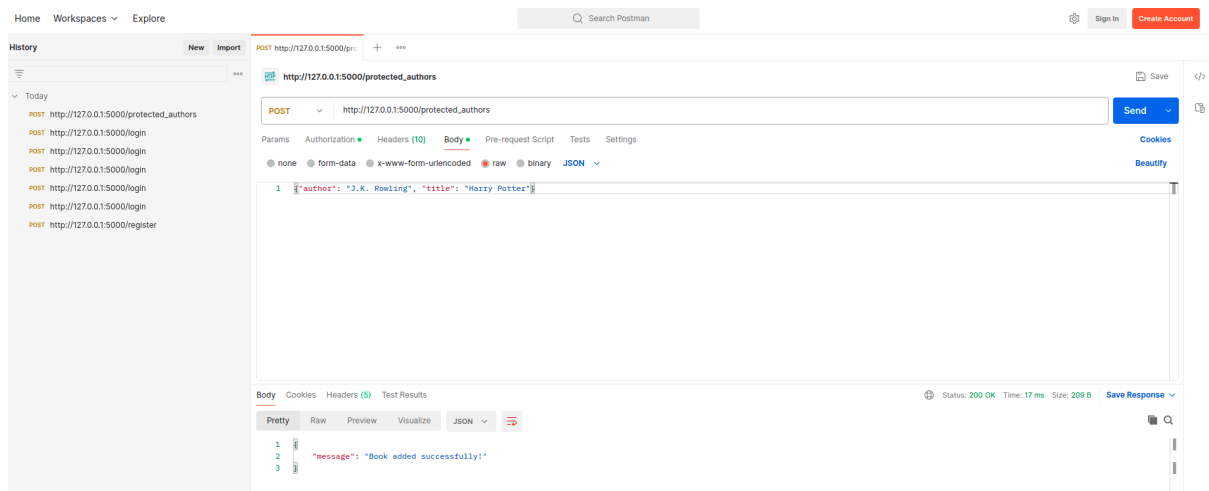 Home Workspaces Explore Search Postman Sign In Create Account
History New Import POST http://127.0.0.1:5000/pro
http://127.0.0.1:5000/protected_authors Save </>
Today
POST http://127.0.0.1:5000/protected_authors
POST http://127.0.0.1:5000/login
POST http://127.0.0.1:5000/login
POST http://127.0.0.1:5000/login
POST http://127.0.0.1:5000/login
POST http://127.0.0.1:5000/login
POST http://127.0.0.1:5000/register
POST http://127.0.0.1:5000/protected_authors Send
Params Authorization Headers (10) Body Pre-request Script Tests Settings Cookies
none form-data x-www-form-urlencoded raw binary JSON Beautify
1 {"author": "J.K. Rowling", "title": "Harry Potter"}
Body Cookies Headers (5) Test Results Status: 200 OK Time: 17 ms Size: 209 B Save Response
Pretty Raw Preview Visualize JSON
1 {
2 "message": "Book added successfully!"
3 }